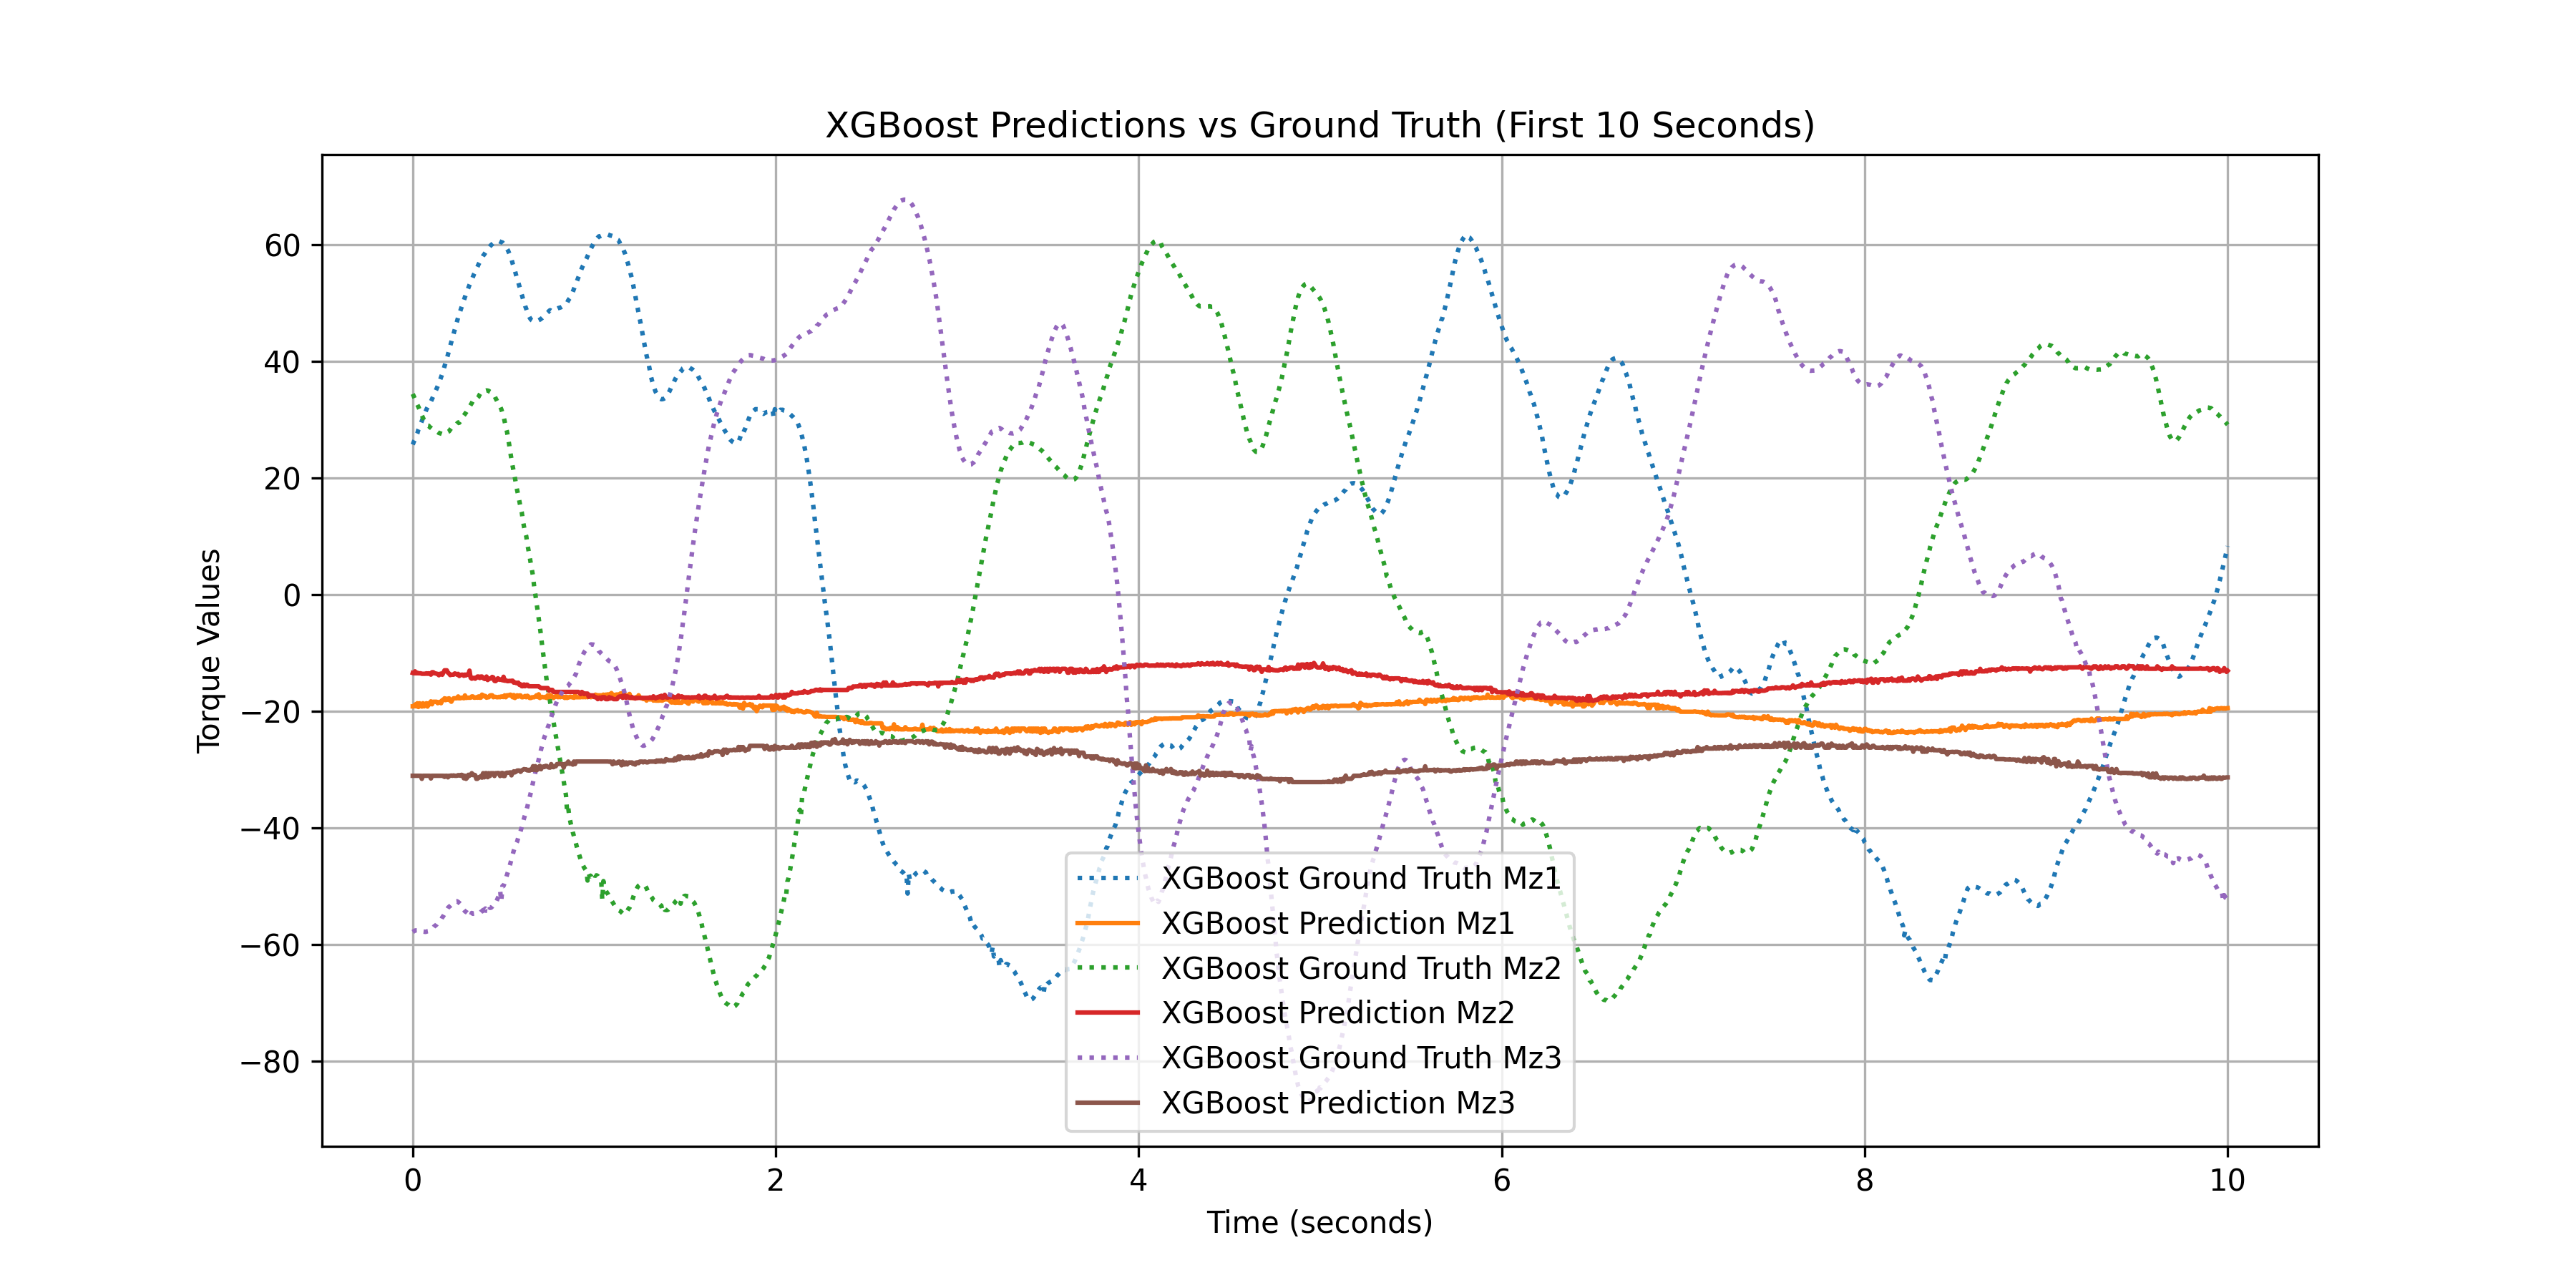 XGBoost Predictions vs Ground Truth (First 10 Seconds)
Torque Values
60
40
20
0
−20
−40
−60
−80
XGBoost Ground Truth Mz1
XGBoost Prediction Mz1
XGBoost Ground Truth Mz2
XGBoost Prediction Mz2
XGBoost Ground Truth Mz3
XGBoost Prediction Mz3
0 2 4 6 8 10
Time (seconds)